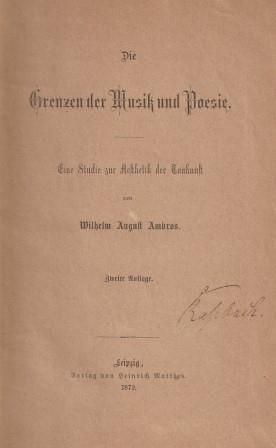 Die
Grenzen der Musik und Poesie.
Eine Studie zur Aesthetik der Tonkunst
von
Wilhelm August Ambros.
Zweite Auflage.
Leipzig,
Verlag von Heinrich Matthes.
1872.